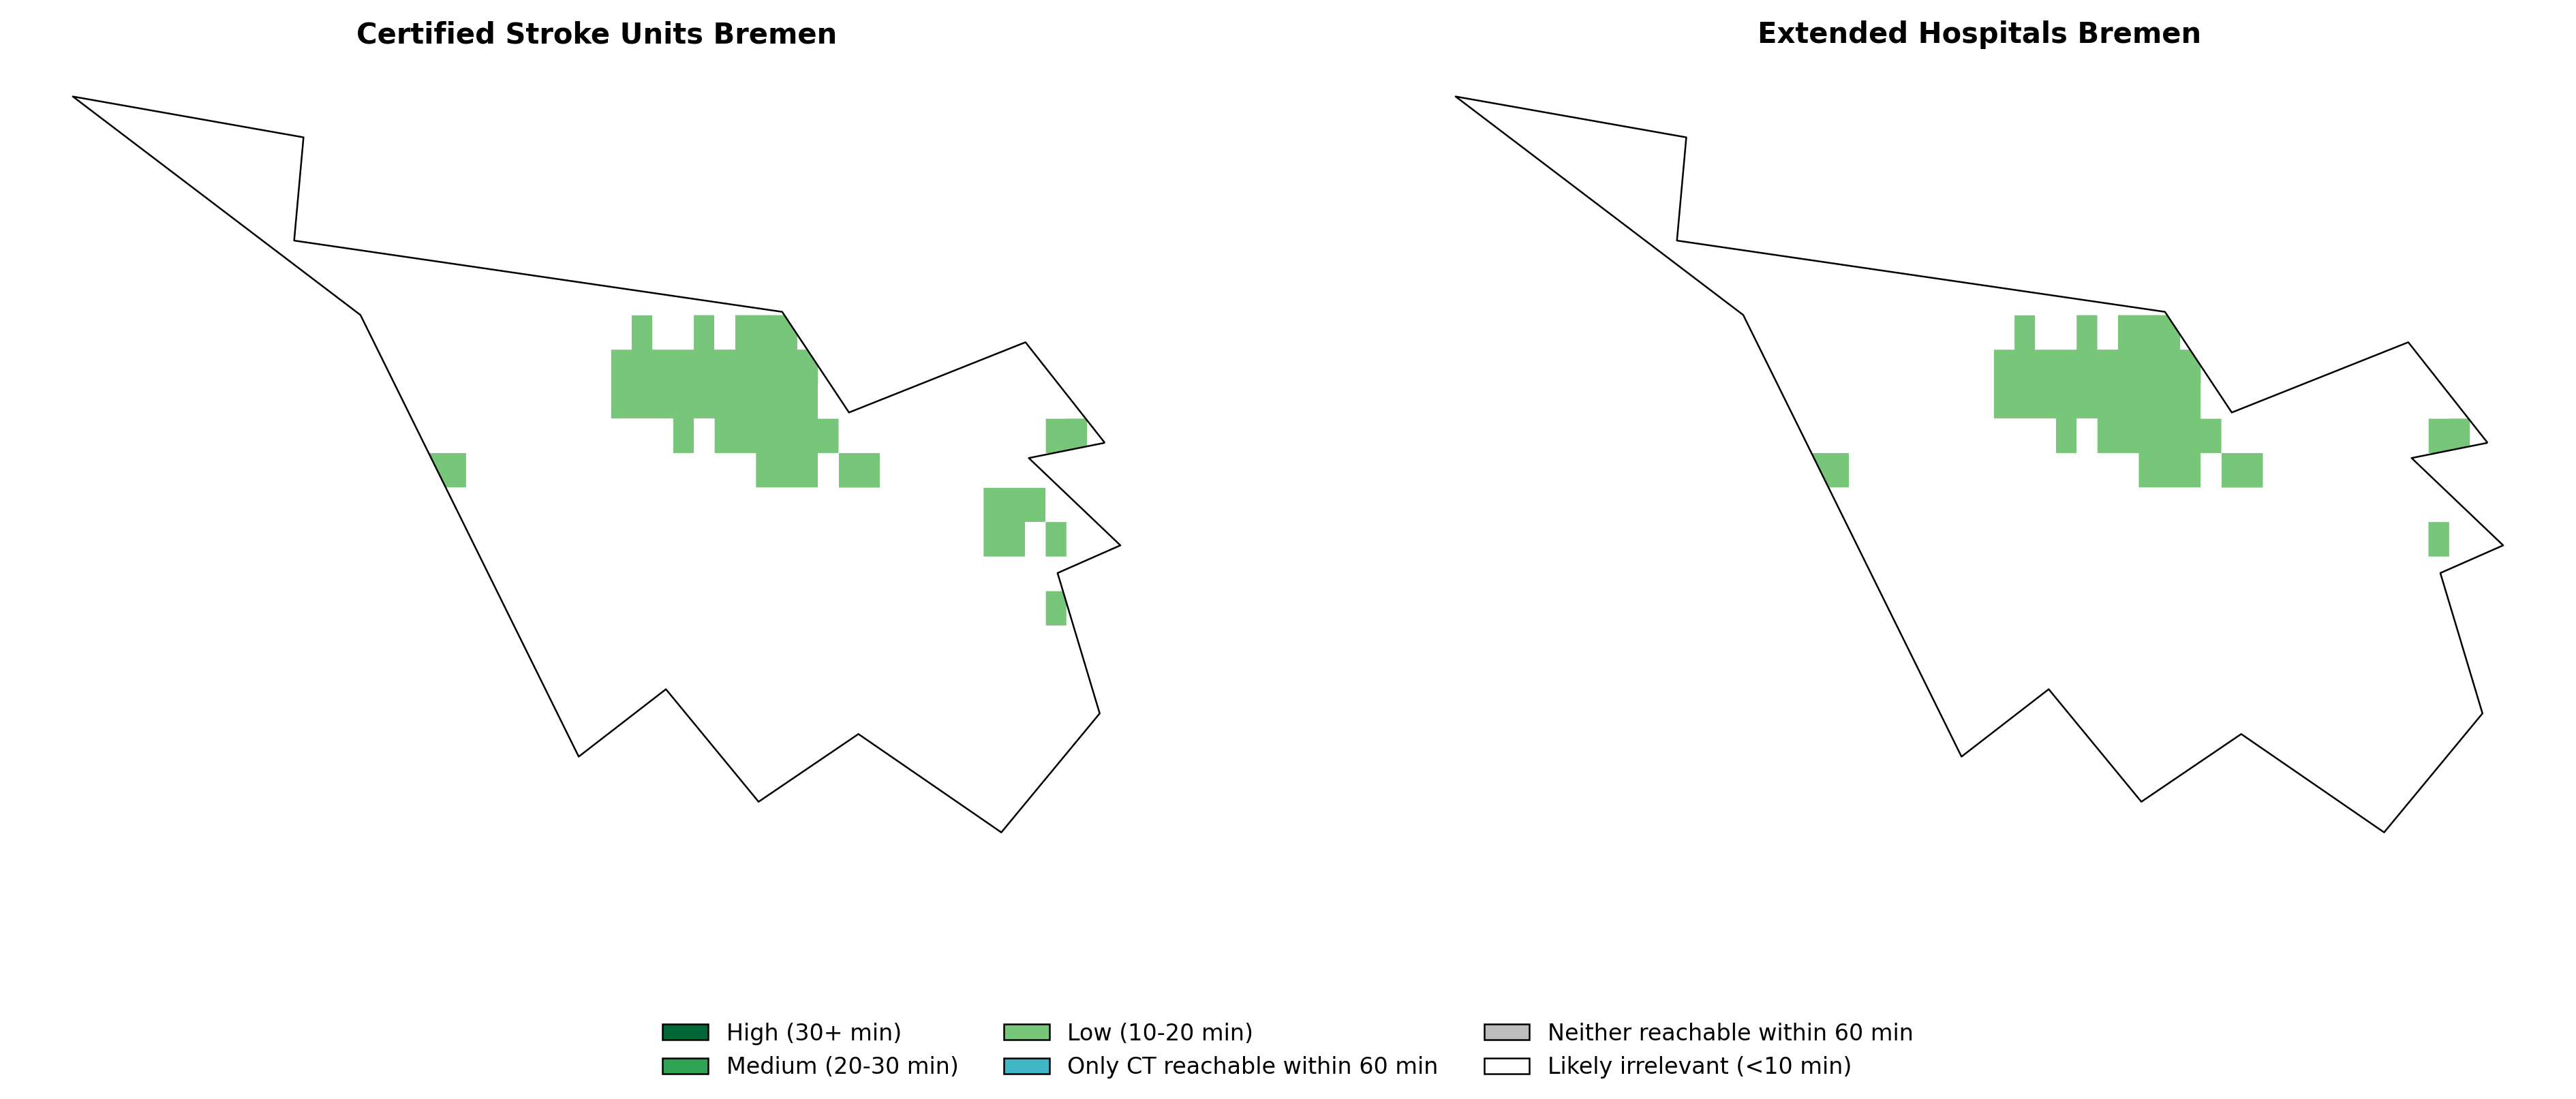 Certified Stroke Units Bremen
Extended Hospitals Bremen
High (30+ min)
Medium (20-30 min)
Low (10-20 min)
Only CT reachable within 60 min
Neither reachable within 60 min
Likely irrelevant (<10 min)